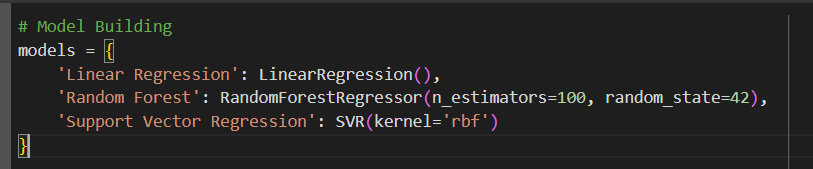 # Model Building
models = {
    'Linear Regression': LinearRegression(),
    'Random Forest': RandomForestRegressor(n_estimators=100, random_state=42),
    'Support Vector Regression': SVR(kernel='rbf')
}